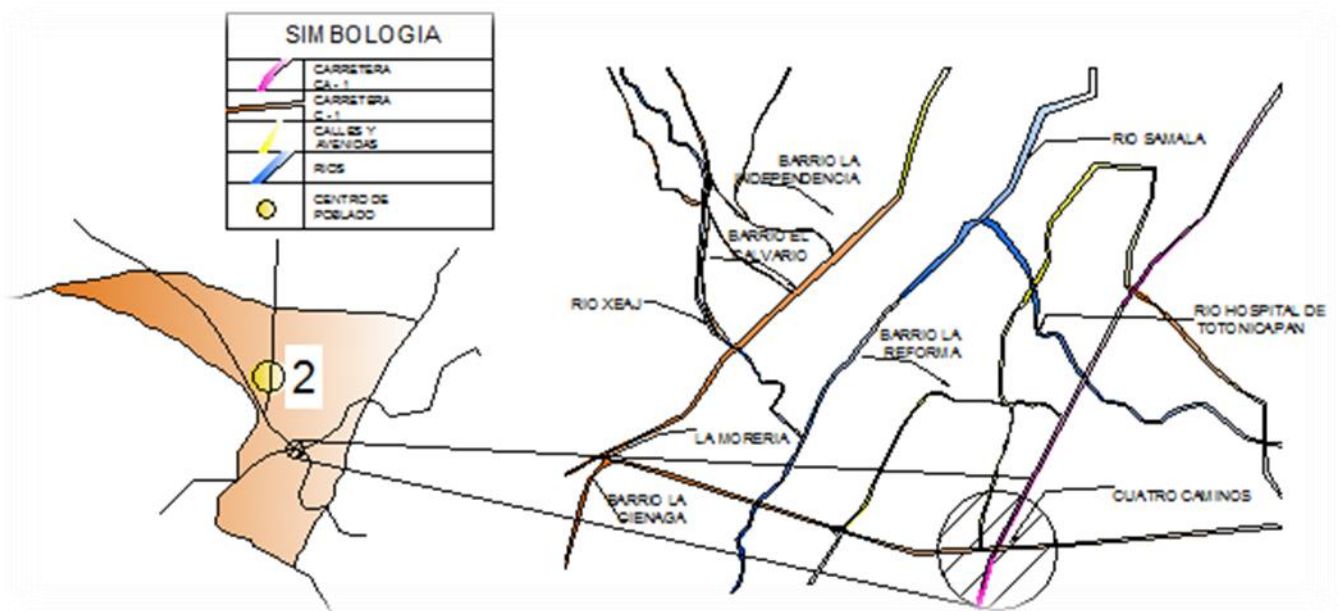 SIMBOLOGIA
CARRETERA
CA - 1
CARRETERA
C - 1
CALLES Y
AVENIDAS
RIOS
CENTRO DE
POBLADO
2
RIO SAMALA
BARRIO LA
INDEPENDENCIA
BARRIO EL
CALVARIO
RIO XEAJ
RIO HOSPITAL DE
TOTONICAPAN
BARRIO LA
REFORMA
LA MORERIA
BARRIO LA
CIENAGA
CUATRO CAMINOS